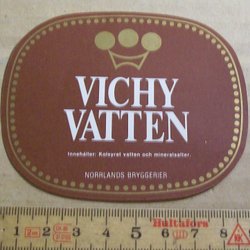 VICHY
VATTEN
Innehåller: Kolsyrat vatten och mineralsalter.
NORRLANDS BRYGGERIER
Hultafors
1 2 3 4 5 6 7 8